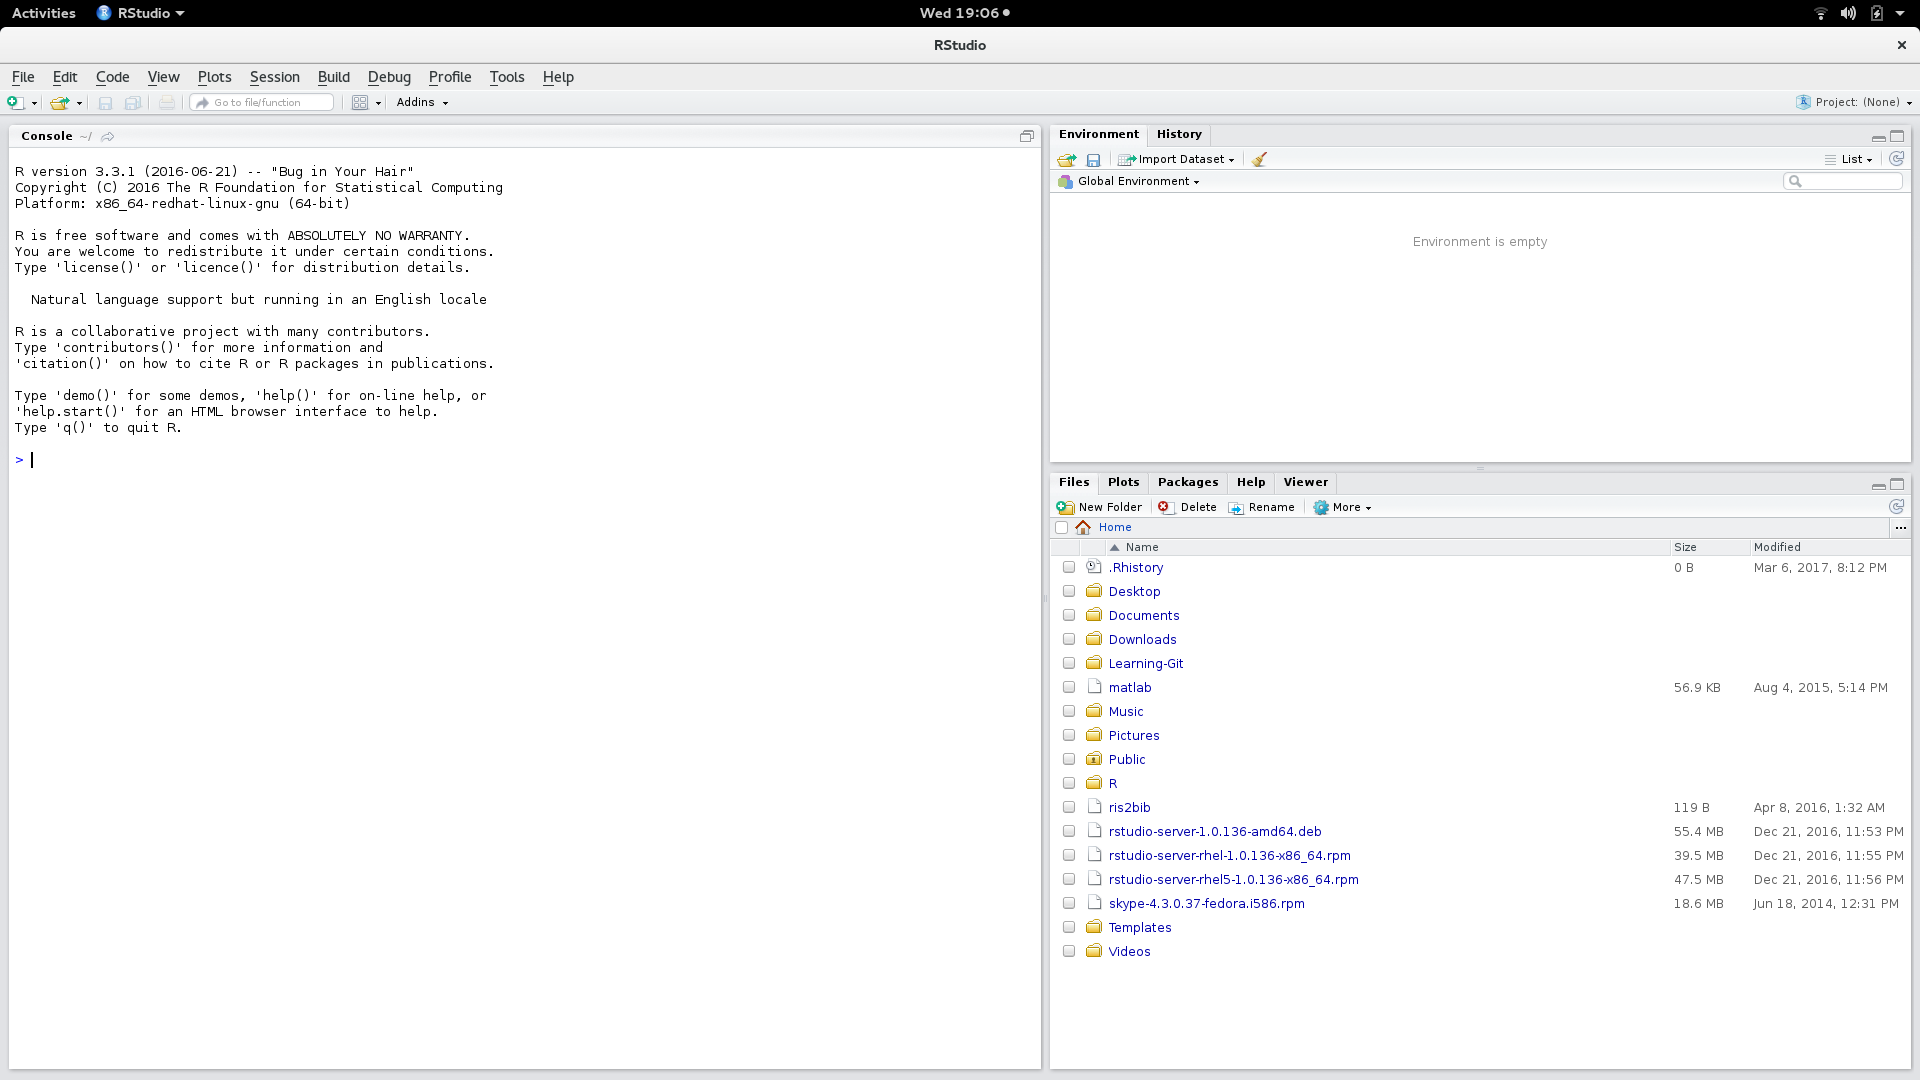 Activities RStudio Wed 19:06
RStudio
File Edit Code View Plots Session Build Debug Profile Tools Help
Go to file/function Addins Project: (None)
Console ~/
R version 3.3.1 (2016-06-21) -- "Bug in Your Hair"
Copyright (C) 2016 The R Foundation for Statistical Computing
Platform: x86_64-redhat-linux-gnu (64-bit)
R is free software and comes with ABSOLUTELY NO WARRANTY.
You are welcome to redistribute it under certain conditions.
Type 'license()' or 'licence()' for distribution details.
Natural language support but running in an English locale
R is a collaborative project with many contributors.
Type 'contributors()' for more information and
'citation()' on how to cite R or R packages in publications.
Type 'demo()' for some demos, 'help()' for on-line help, or
'help.start()' for an HTML browser interface to help.
Type 'q()' to quit R.
>
Environment History
Import Dataset List
Global Environment
Environment is empty
Files Plots Packages Help Viewer
New Folder Delete Rename More
Home ...
Name Size Modified
.Rhistory 0 B Mar 6, 2017, 8:12 PM
Desktop
Documents
Downloads
Learning-Git
matlab 56.9 KB Aug 4, 2015, 5:14 PM
Music
Pictures
Public
R
ris2bib 119 B Apr 8, 2016, 1:32 AM
rstudio-server-1.0.136-amd64.deb 55.4 MB Dec 21, 2016, 11:53 PM
rstudio-server-rhel-1.0.136-x86_64.rpm 39.5 MB Dec 21, 2016, 11:55 PM
rstudio-server-rhel5-1.0.136-x86_64.rpm 47.5 MB Dec 21, 2016, 11:56 PM
skype-4.3.0.37-fedora.i586.rpm 18.6 MB Jun 18, 2014, 12:31 PM
Templates
Videos